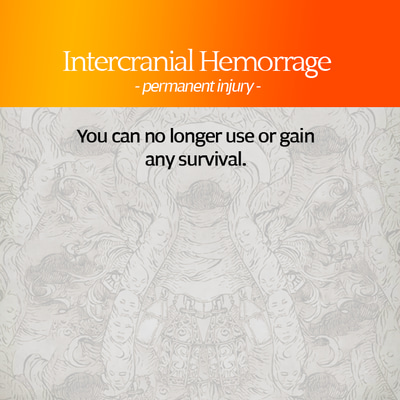 Intercranial Hemorrage
- permanent injury -
You can no longer use or gain
any survival.